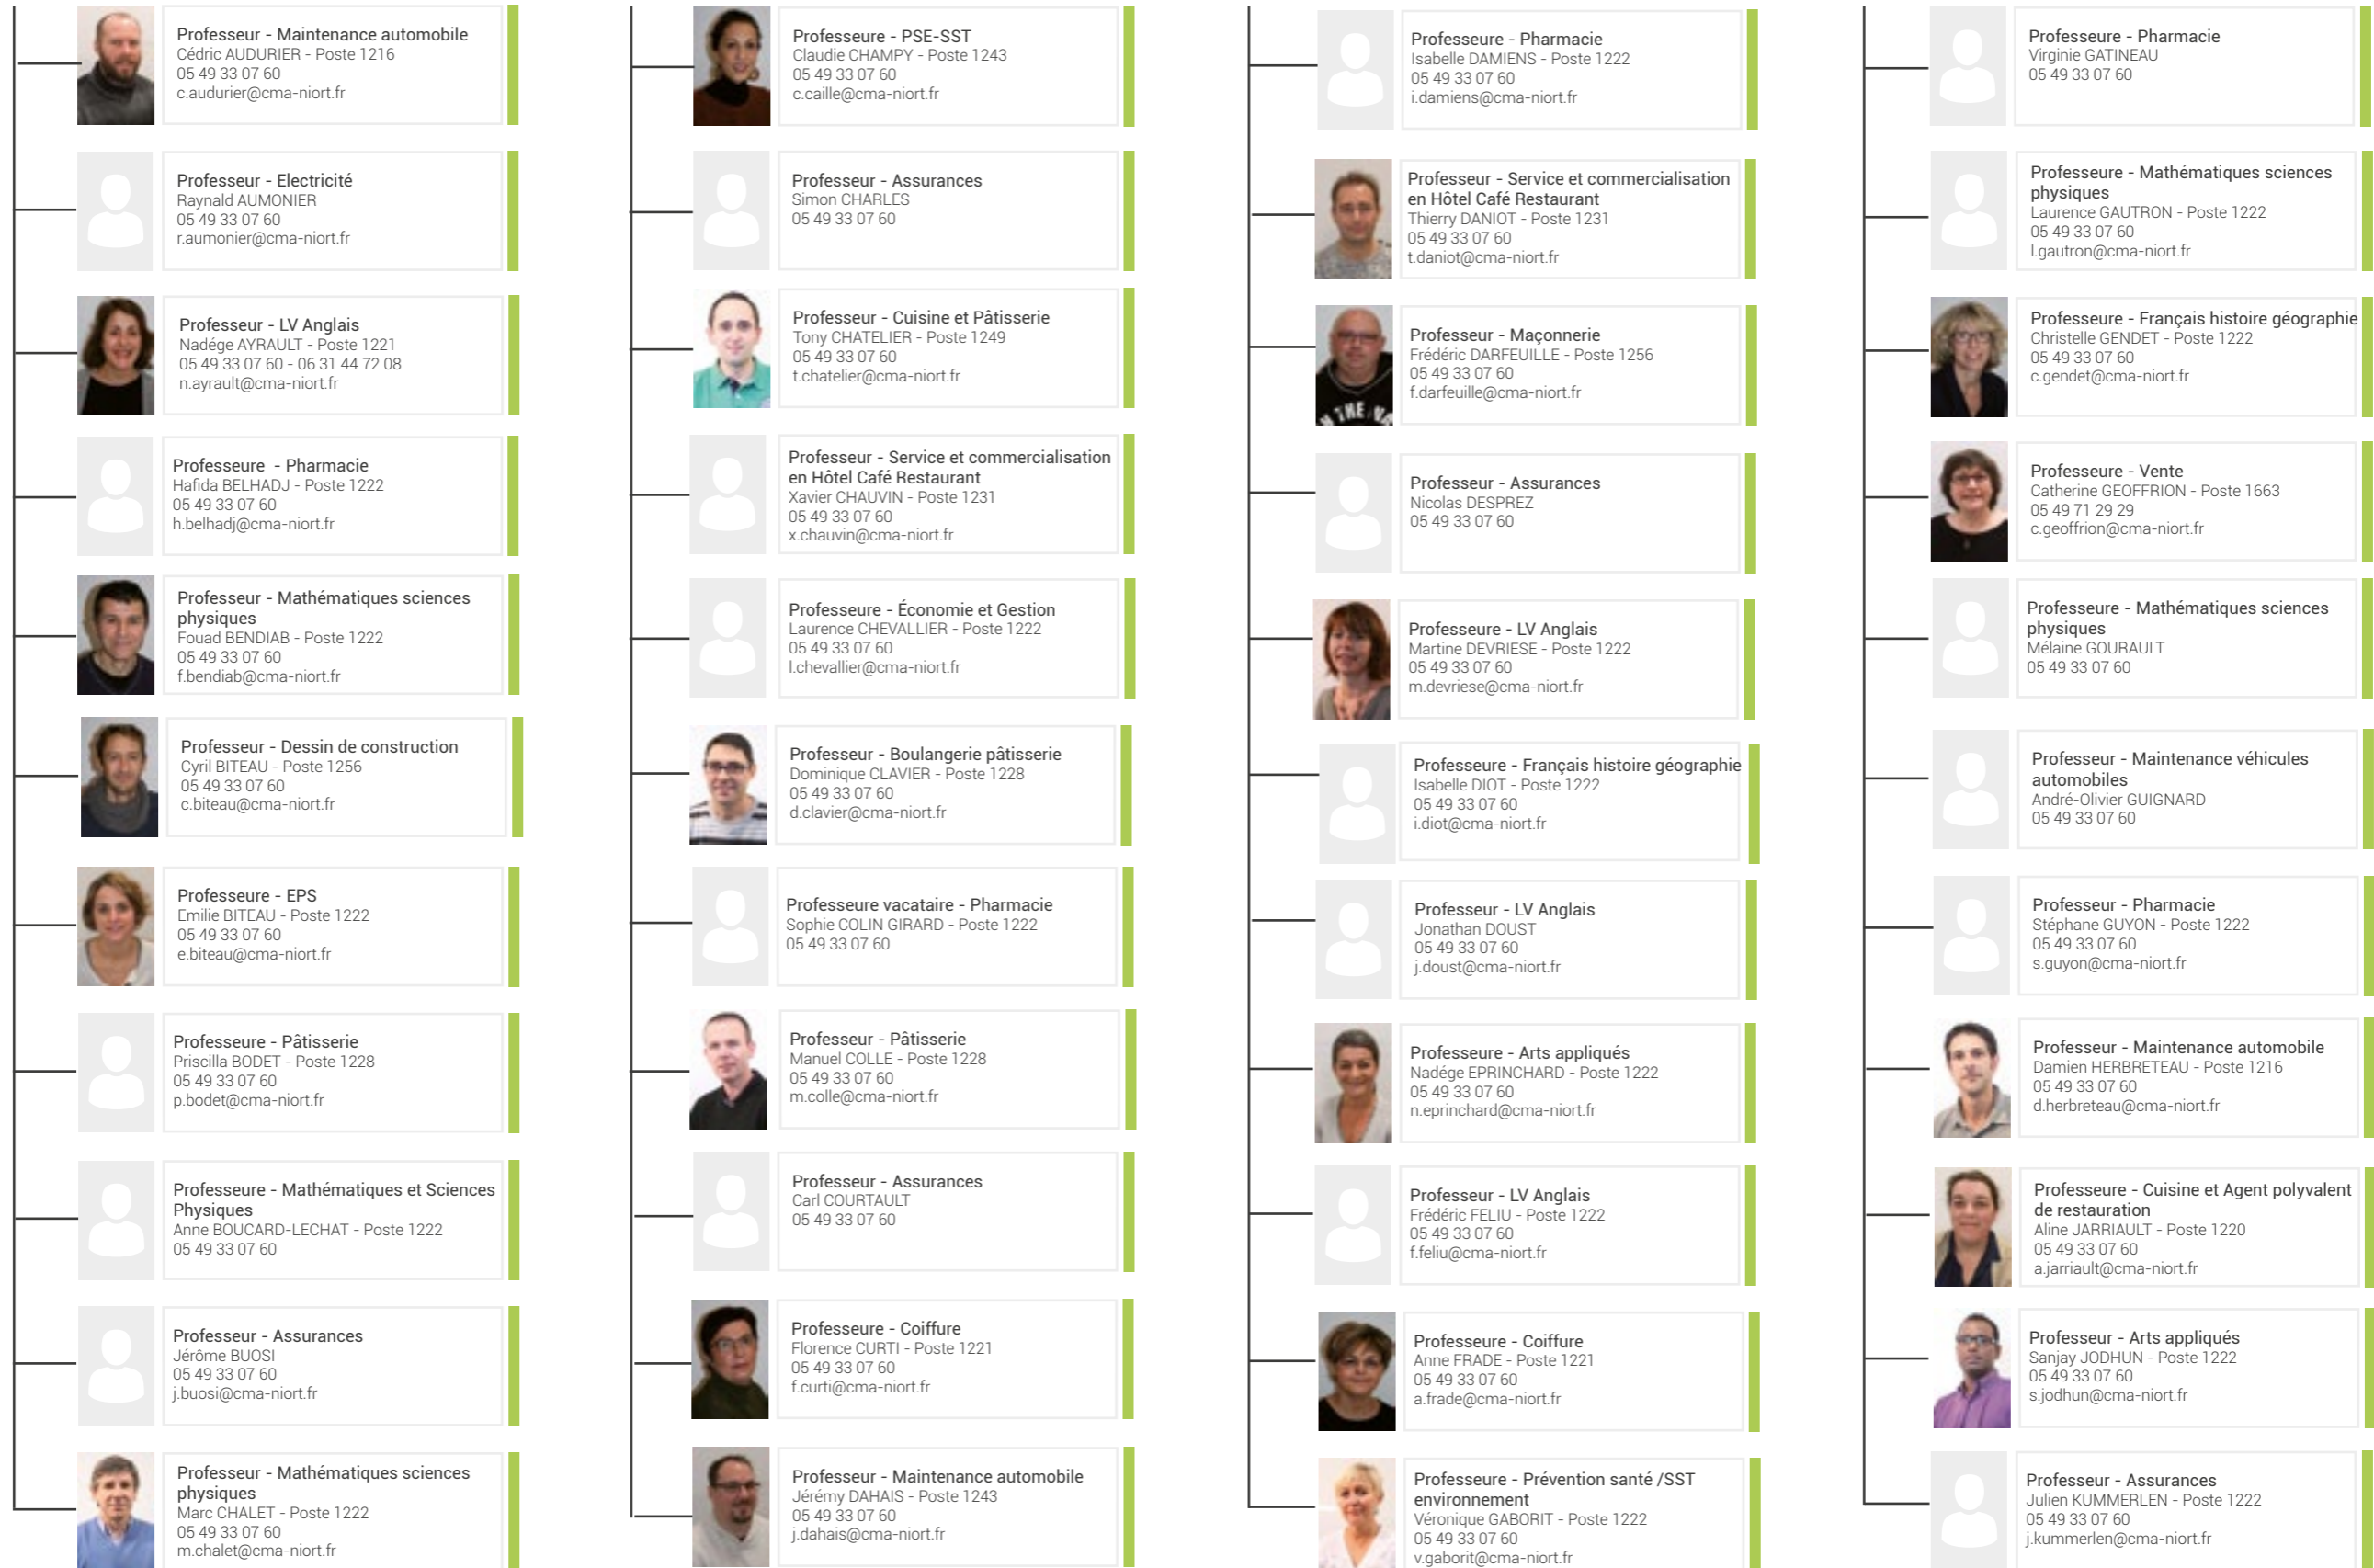 Professeur - Maintenance automobile
Cédric AUDURIER - Poste 1216
05 49 33 07 60
c.audurier@cma-niort.fr
Professeur - Electricité
Raynald AUMONIER
05 49 33 07 60
r.aumonier@cma-niort.fr
Professeur - LV Anglais
Nadége AYRAULT - Poste 1221
05 49 33 07 60 - 06 31 44 72 08
n.ayrault@cma-niort.fr
Professeure - Pharmacie
Hafida BELHADJ - Poste 1222
05 49 33 07 60
h.belhadj@cma-niort.fr
Professeur - Mathématiques sciences
physiques
Fouad BENDIAB - Poste 1222
05 49 33 07 60
f.bendiab@cma-niort.fr
Professeur - Dessin de construction
Cyril BITEAU - Poste 1256
05 49 33 07 60
c.biteau@cma-niort.fr
Professeure - EPS
Emilie BITEAU - Poste 1222
05 49 33 07 60
e.biteau@cma-niort.fr
Professeure - Pâtisserie
Priscilla BODET - Poste 1228
05 49 33 07 60
p.bodet@cma-niort.fr
Professeure - Mathématiques et Sciences
Physiques
Anne BOUCARD-LECHAT - Poste 1222
05 49 33 07 60
Professeur - Assurances
Jérôme BUOSI
05 49 33 07 60
j.buosi@cma-niort.fr
Professeur - Mathématiques sciences
physiques
Marc CHALET - Poste 1222
05 49 33 07 60
m.chalet@cma-niort.fr
Professeure - PSE-SST
Claudie CHAMPY - Poste 1243
05 49 33 07 60
c.caille@cma-niort.fr
Professeur - Assurances
Simon CHARLES
05 49 33 07 60
Professeur - Cuisine et Pâtisserie
Tony CHATELIER - Poste 1249
05 49 33 07 60
t.chatelier@cma-niort.fr
Professeur - Service et commercialisation
en Hôtel Café Restaurant
Xavier CHAUVIN - Poste 1231
05 49 33 07 60
x.chauvin@cma-niort.fr
Professeure - Économie et Gestion
Laurence CHEVALLIER - Poste 1222
05 49 33 07 60
l.chevallier@cma-niort.fr
Professeur - Boulangerie pâtisserie
Dominique CLAVIER - Poste 1228
05 49 33 07 60
d.clavier@cma-niort.fr
Professeure vacataire - Pharmacie
Sophie COLIN GIRARD - Poste 1222
05 49 33 07 60
Professeur - Pâtisserie
Manuel COLLE - Poste 1228
05 49 33 07 60
m.colle@cma-niort.fr
Professeur - Assurances
Carl COURTAULT
05 49 33 07 60
Professeure - Coiffure
Florence CURTI - Poste 1221
05 49 33 07 60
f.curti@cma-niort.fr
Professeur - Maintenance automobile
Jérémy DAHAIS - Poste 1243
05 49 33 07 60
j.dahais@cma-niort.fr
Professeure - Pharmacie
Isabelle DAMIENS - Poste 1222
05 49 33 07 60
i.damiens@cma-niort.fr
Professeur - Service et commercialisation
en Hôtel Café Restaurant
Thierry DANIOT - Poste 1231
05 49 33 07 60
t.daniot@cma-niort.fr
Professeur - Maçonnerie
Frédéric DARFEUILLE - Poste 1256
05 49 33 07 60
f.darfeuille@cma-niort.fr
Professeur - Assurances
Nicolas DESPREZ
05 49 33 07 60
Professeure - LV Anglais
Martine DEVRIESE - Poste 1222
05 49 33 07 60
m.devriese@cma-niort.fr
Professeure - Français histoire géographie
Isabelle DIOT - Poste 1222
05 49 33 07 60
i.diot@cma-niort.fr
Professeur - LV Anglais
Jonathan DOUST
05 49 33 07 60
j.doust@cma-niort.fr
Professeure - Arts appliqués
Nadége EPRINCHARD - Poste 1222
05 49 33 07 60
n.eprinchard@cma-niort.fr
Professeur - LV Anglais
Frédéric FELIU - Poste 1222
05 49 33 07 60
f.feliu@cma-niort.fr
Professeure - Coiffure
Anne FRADE - Poste 1221
05 49 33 07 60
a.frade@cma-niort.fr
Professeure - Prévention santé /SST
environnement
Véronique GABORIT - Poste 1222
05 49 33 07 60
v.gaborit@cma-niort.fr
Professeure - Pharmacie
Virginie GATINEAU
05 49 33 07 60
Professeure - Mathématiques sciences
physiques
Laurence GAUTRON - Poste 1222
05 49 33 07 60
l.gautron@cma-niort.fr
Professeure - Français histoire géographie
Christelle GENDET - Poste 1222
05 49 33 07 60
c.gendet@cma-niort.fr
Professeure - Vente
Catherine GEOFFRION - Poste 1663
05 49 71 29 29
c.geoffrion@cma-niort.fr
Professeure - Mathématiques sciences
physiques
Mélaine GOURAULT
05 49 33 07 60
Professeur - Maintenance véhicules
automobiles
André-Olivier GUIGNARD
05 49 33 07 60
Professeur - Pharmacie
Stéphane GUYON - Poste 1222
05 49 33 07 60
s.guyon@cma-niort.fr
Professeur - Maintenance automobile
Damien HERBRETEAU - Poste 1216
05 49 33 07 60
d.herbreteau@cma-niort.fr
Professeure - Cuisine et Agent polyvalent
de restauration
Aline JARRIAULT - Poste 1220
05 49 33 07 60
a.jarriault@cma-niort.fr
Professeur - Arts appliqués
Sanjay JODHUN - Poste 1222
05 49 33 07 60
s.jodhun@cma-niort.fr
Professeur - Assurances
Julien KUMMERLEN - Poste 1222
05 49 33 07 60
j.kummerlen@cma-niort.fr